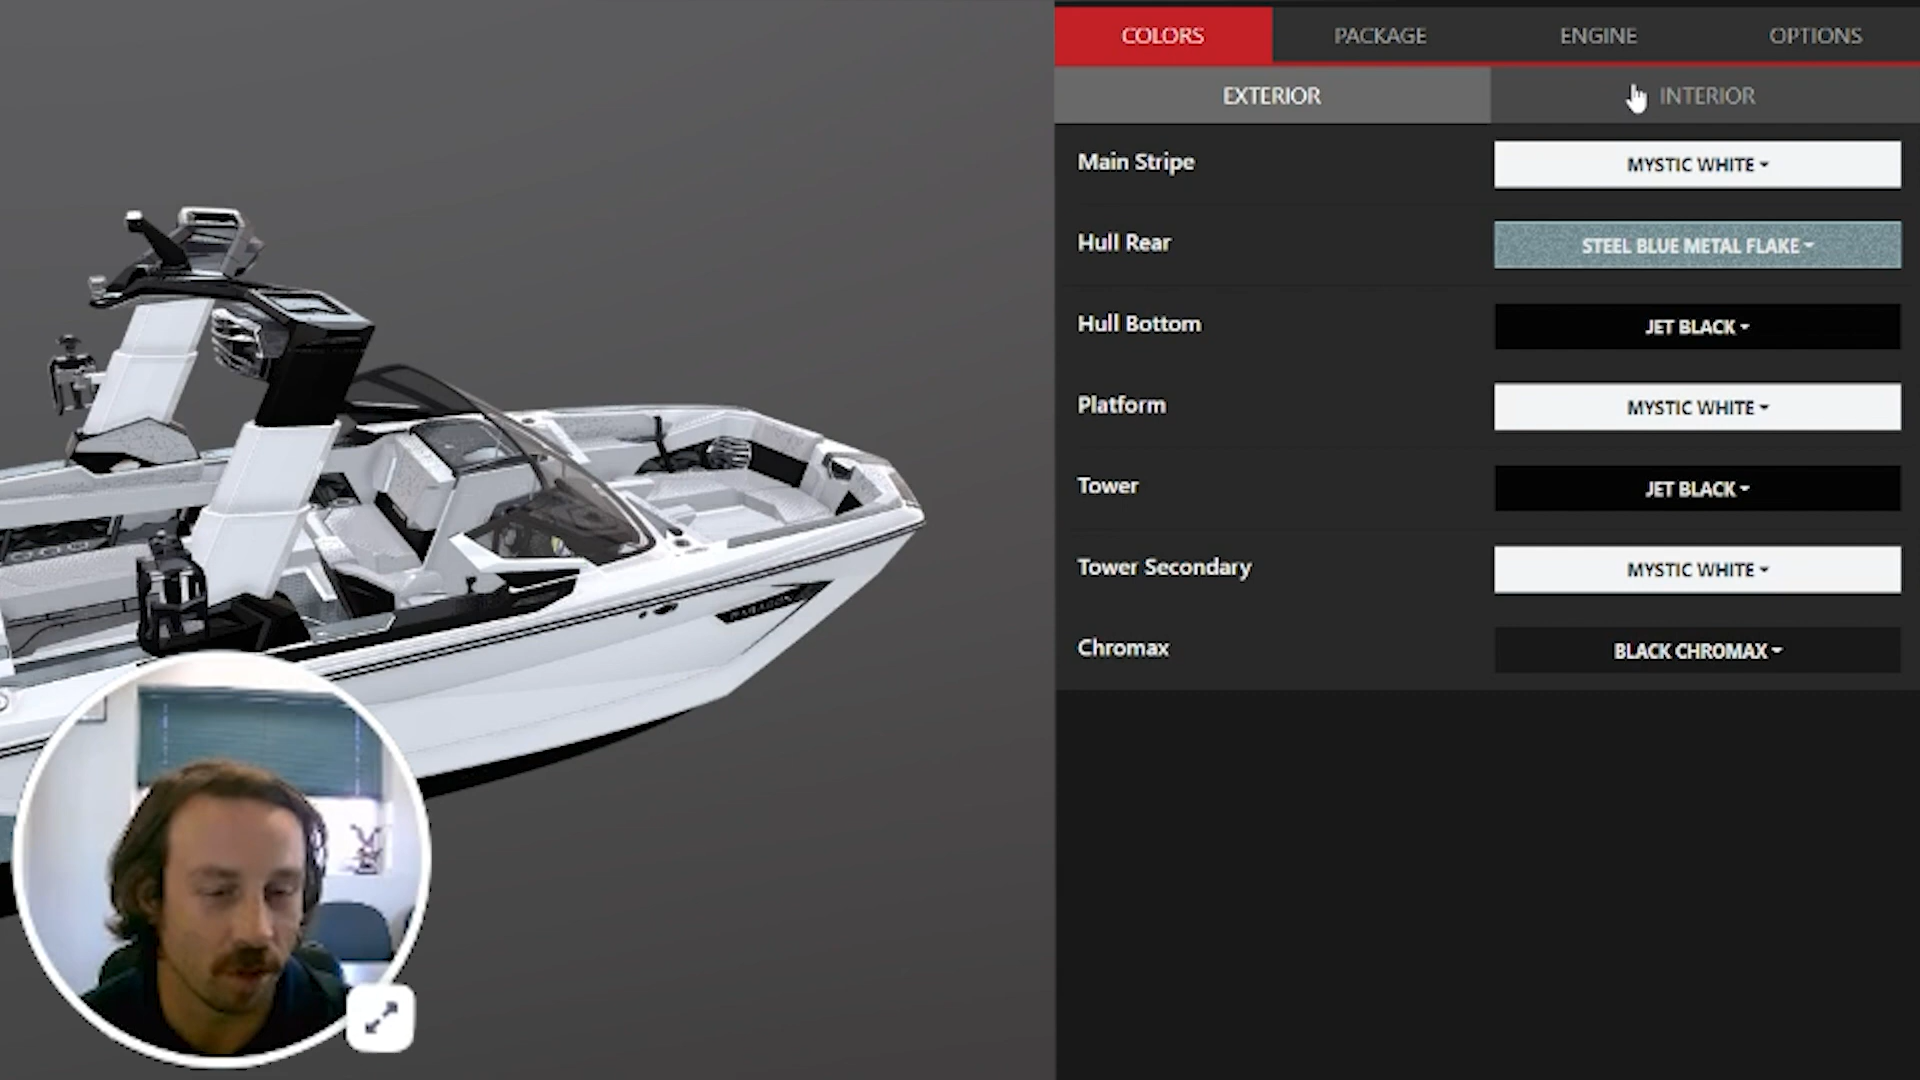 COLORS PACKAGE ENGINE OPTIONS
EXTERIOR INTERIOR
Main Stripe MYSTIC WHITE
Hull Rear STEEL BLUE METAL FLAKE
Hull Bottom JET BLACK
Platform MYSTIC WHITE
Tower JET BLACK
Tower Secondary MYSTIC WHITE
Chromax BLACK CHROMAX
PARAGON